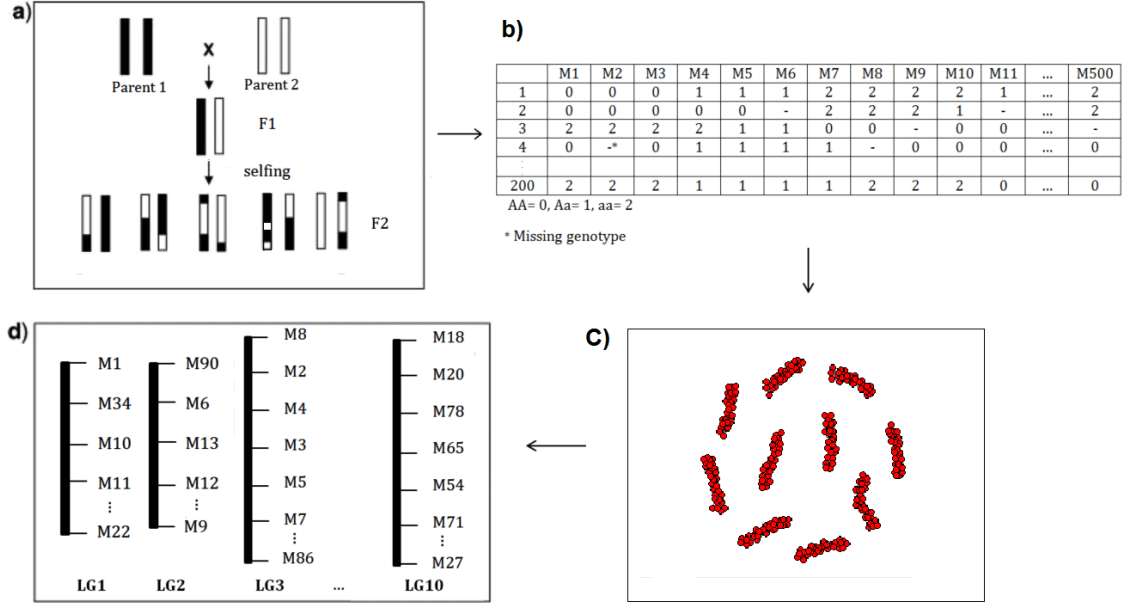 a)
X
Parent 1 Parent 2
F1
selfing
F2
b)
M1 M2 M3 M4 M5 M6 M7 M8 M9 M10 M11 ... M500
1 0 0 0 1 1 1 2 2 2 2 1 ... 2
2 0 0 0 0 0 - 2 2 2 1 - ... 2
3 2 2 2 2 1 1 0 0 - 0 0 ... -
4 0 -* 0 1 1 1 1 - 0 0 0 ... 0
⋮
200 2 2 2 1 1 1 1 2 2 2 0 ... 0
AA= 0, Aa= 1, aa= 2
* Missing genotype
d)
M1
M34
M10
M11
⋮
M22
LG1
M90
M6
M13
M12
⋮
M9
LG2
M8
M2
M4
M3
M5
M7
⋮
M86
LG3
...
M18
M20
M78
M65
M54
M71
⋮
M27
LG10
C)